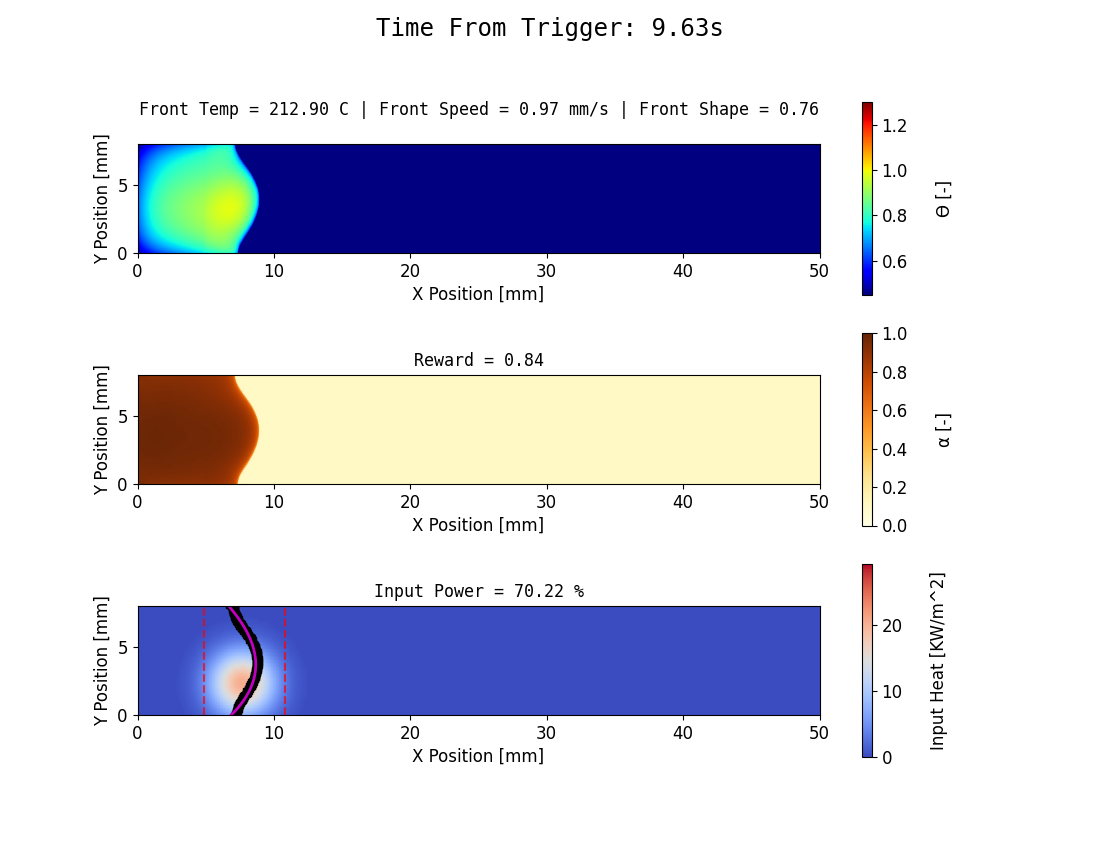 Time From Trigger: 9.63s
Front Temp = 212.90 C | Front Speed = 0.97 mm/s | Front Shape = 0.76
Y Position [mm]
5
0
0 10 20 30 40 50
X Position [mm]
1.2
1.0
0.8
0.6
Θ [-]
Reward = 0.84
Y Position [mm]
5
0
0 10 20 30 40 50
X Position [mm]
1.0
0.8
0.6
0.4
0.2
0.0
α [-]
Input Power = 70.22 %
Y Position [mm]
5
0
0 10 20 30 40 50
X Position [mm]
20
10
0
Input Heat [KW/m^2]